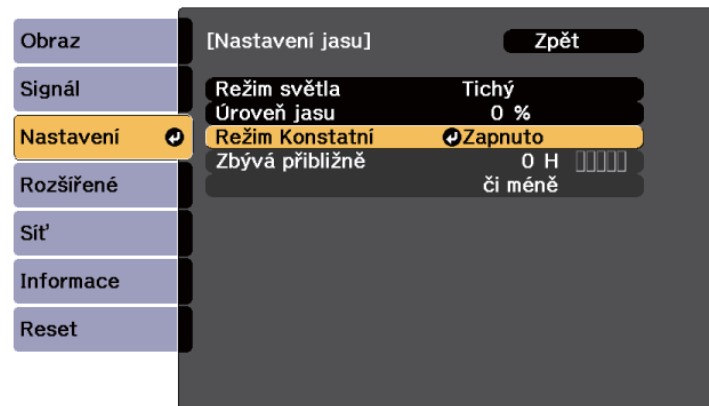 Obraz
Signál
Nastavení
Rozšířené
Síť
Informace
Reset
[Nastavení jasu] Zpět
Režim světla Tichý
Úroveň jasu 0 %
Režim Konstatní Zapnuto
Zbývá přibližně 0 H
či méně